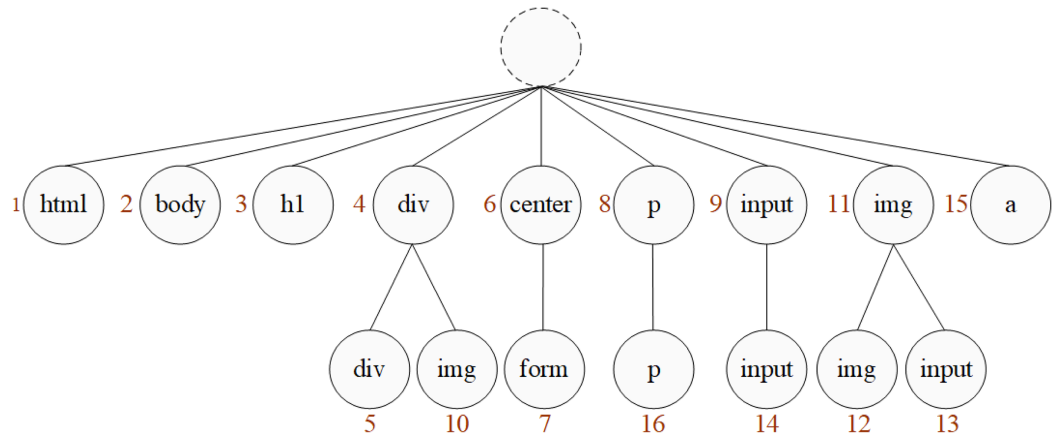 1 html 2 body 3 h1 4 div 6 center 8 p 9 input 11 img 15 a
div img form p input img input
5 10 7 16 14 12 13